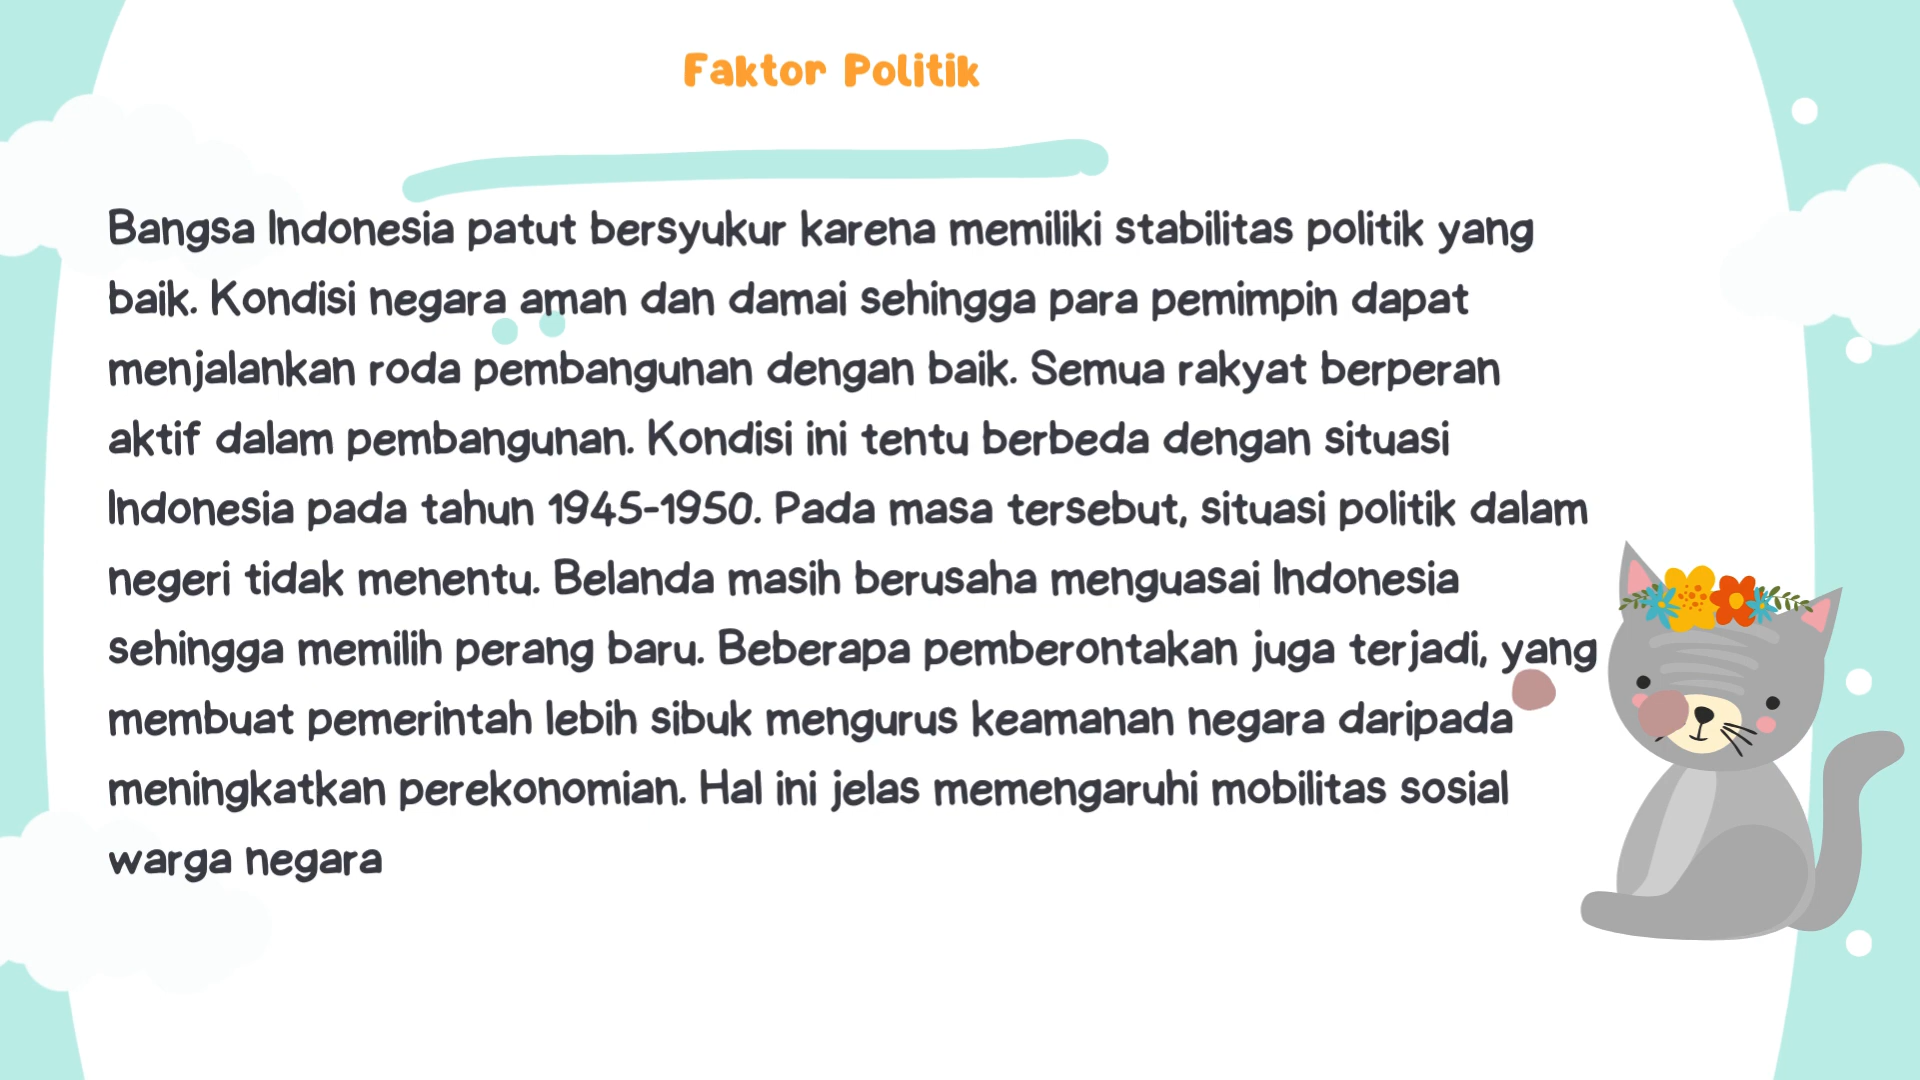 Faktor Politik
Bangsa Indonesia patut bersyukur karena memiliki stabilitas politik yang
baik. Kondisi negara aman dan damai sehingga para pemimpin dapat
menjalankan roda pembangunan dengan baik. Semua rakyat berperan
aktif dalam pembangunan. Kondisi ini tentu berbeda dengan situasi
Indonesia pada tahun 1945-1950. Pada masa tersebut, situasi politik dalam
negeri tidak menentu. Belanda masih berusaha menguasai Indonesia
sehingga memilih perang baru. Beberapa pemberontakan juga terjadi, yang
membuat pemerintah lebih sibuk mengurus keamanan negara daripada
meningkatkan perekonomian. Hal ini jelas memengaruhi mobilitas sosial
warga negara